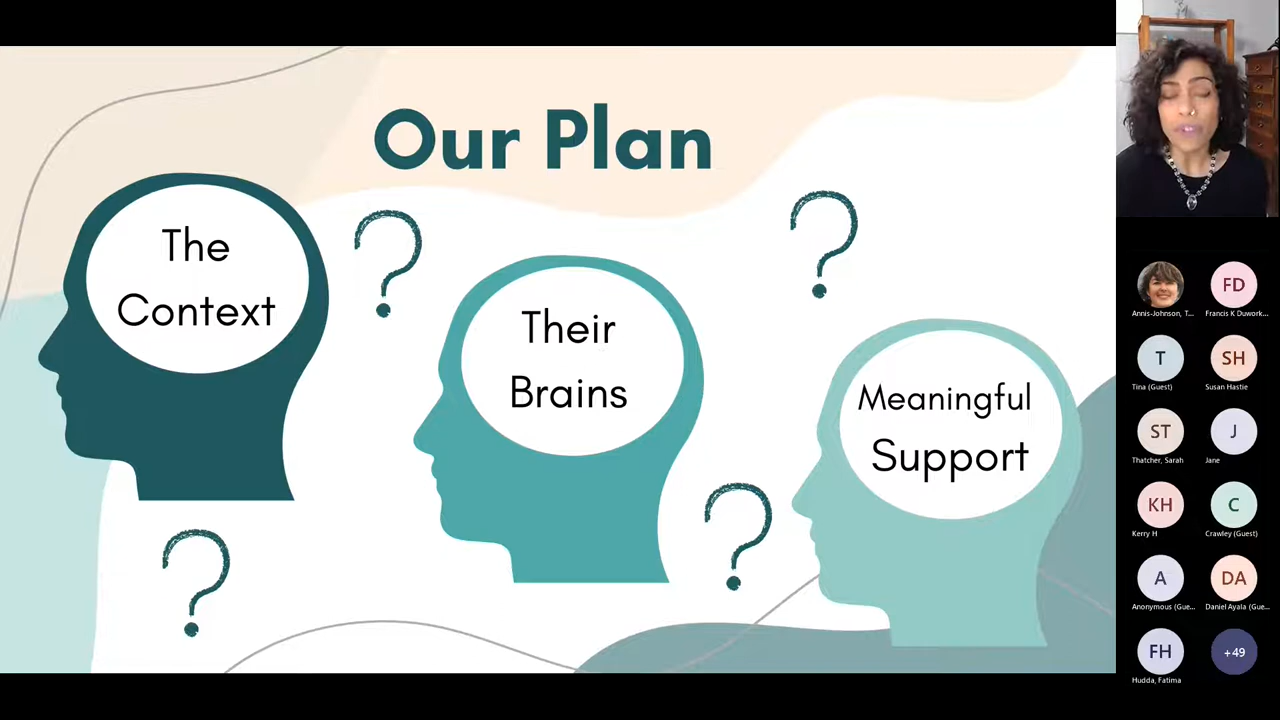 Our Plan
The
Context
?
?
Their
Brains
Meaningful
Support
?
?
Annis-Johnson, T...
FD
Francis K Duwork...
T
Tina (Guest)
SH
Susan Hastie
ST
Thatcher, Sarah
J
Jane
KH
Kerry H
C
Crawley (Guest)
A
Anonymous (Gue...
DA
Daniel Ayala (Gue...
FH
Hudda, Fatima
+49